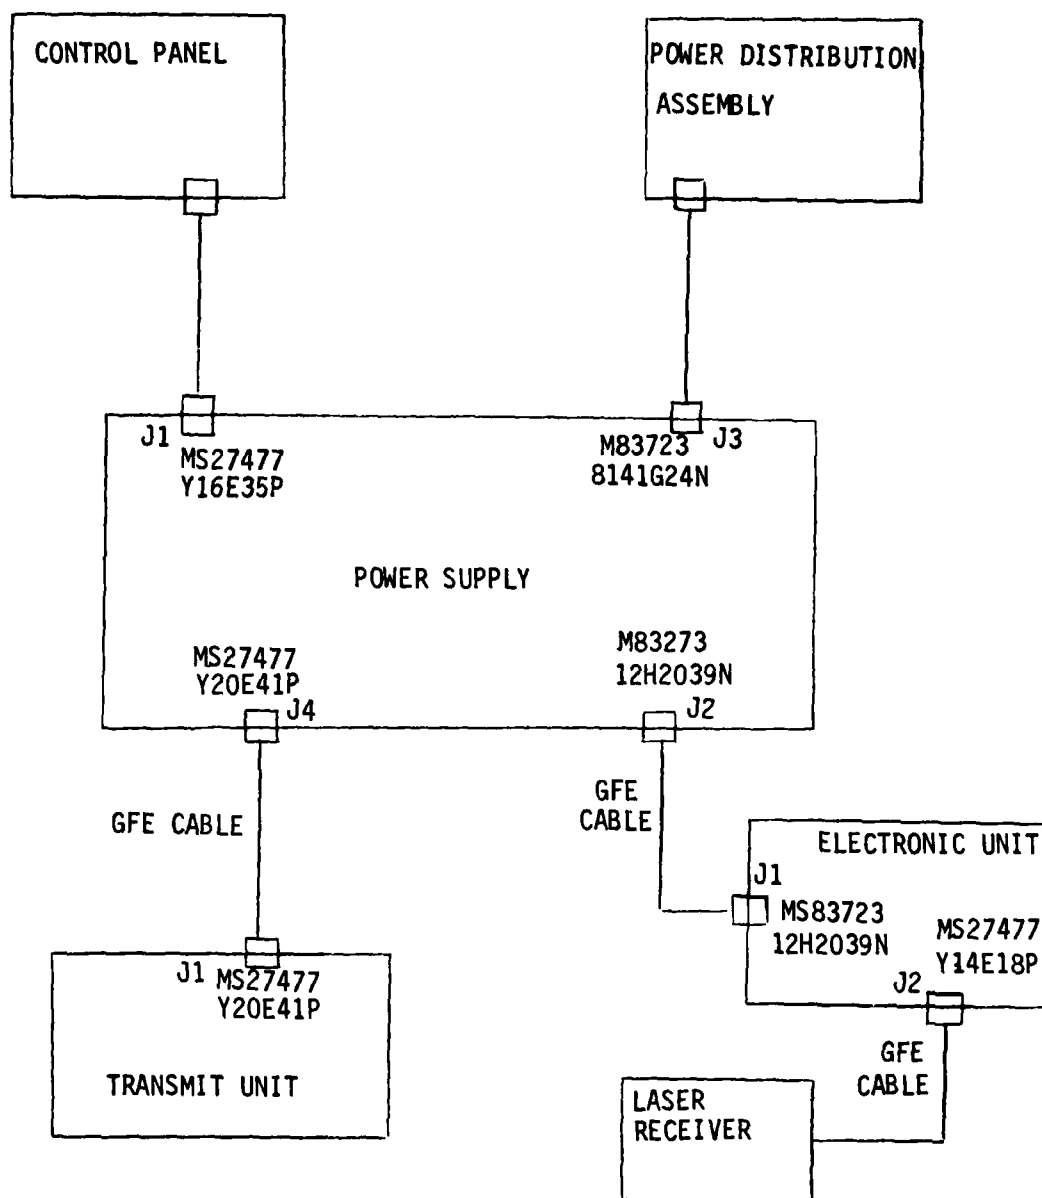 CONTROL PANEL
POWER DISTRIBUTION
ASSEMBLY
J1
MS27477
Y16E35P
M83723
8141G24N
J3
POWER SUPPLY
MS27477
Y20E41P
J4
M83273
12H2039N
J2
GFE CABLE
GFE
CABLE
ELECTRONIC UNIT
J1
MS83723
12H2039N
MS27477
Y14E18P
J2
J1
MS27477
Y20E41P
TRANSMIT UNIT
GFE
CABLE
LASER
RECEIVER